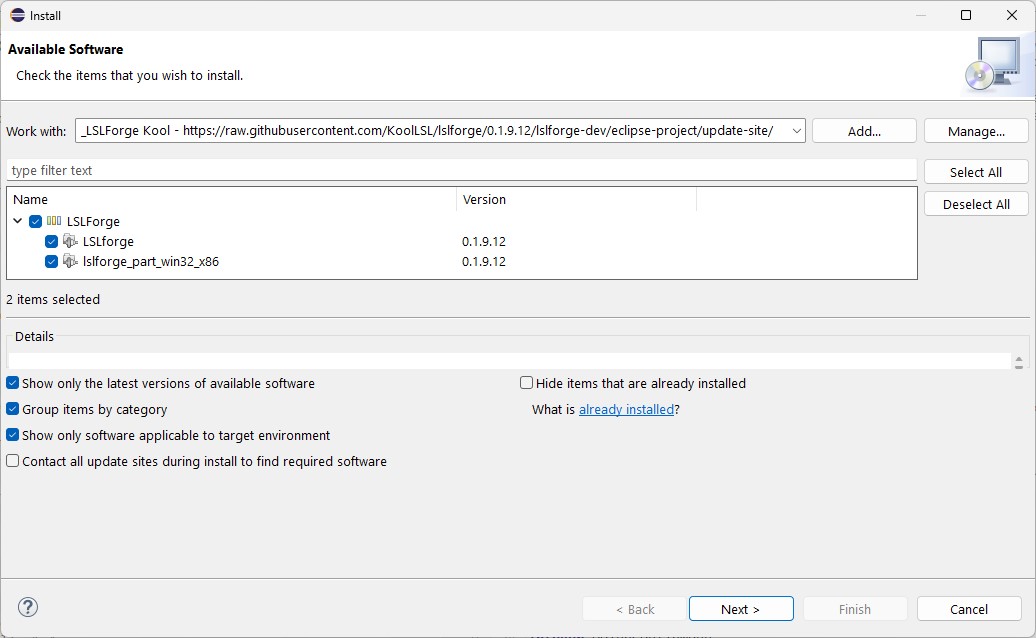 Install
Available Software
Check the items that you wish to install.
Work with: _LSLForge Kool - https://raw.githubusercontent.com/KoolLSL/lslforge/0.1.9.12/lslforge-dev/eclipse-project/update-site/ Add... Manage...
type filter text Select All
Name Version Deselect All
LSLForge
LSLforge 0.1.9.12
lslforge_part_win32_x86 0.1.9.12
2 items selected
Details
Show only the latest versions of available software Hide items that are already installed
Group items by category What is already installed?
Show only software applicable to target environment
Contact all update sites during install to find required software
? < Back Next > Finish Cancel